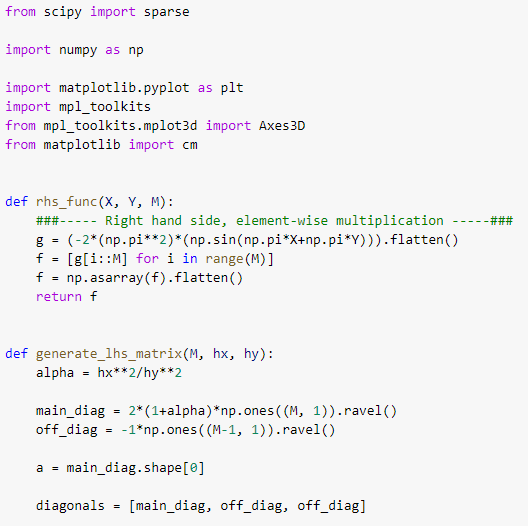 from scipy import sparse
import numpy as np
import matplotlib.pyplot as plt
import mpl_toolkits
from mpl_toolkits.mplot3d import Axes3D
from matplotlib import cm
def rhs_func(X, Y, M):
    ###----- Right hand side, element-wise multiplication -----###
    g = (-2*(np.pi**2)*(np.sin(np.pi*X+np.pi*Y))).flatten()
    f = [g[i::M] for i in range(M)]
    f = np.asarray(f).flatten()
    return f
def generate_lhs_matrix(M, hx, hy):
    alpha = hx**2/hy**2
    main_diag = 2*(1+alpha)*np.ones((M, 1)).ravel()
    off_diag = -1*np.ones((M-1, 1)).ravel()
    a = main_diag.shape[0]
    diagonals = [main_diag, off_diag, off_diag]